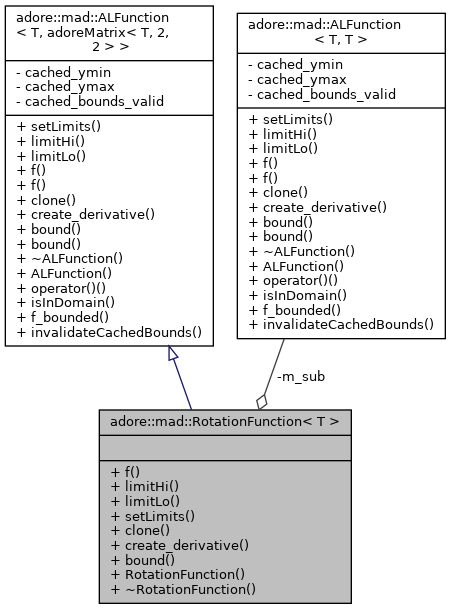 adore::mad::ALFunction
< T, adoreMatrix< T, 2,
2 > >
- cached_ymin
- cached_ymax
- cached_bounds_valid
+ setLimits()
+ limitHi()
+ limitLo()
+ f()
+ f()
+ clone()
+ create_derivative()
+ bound()
+ bound()
+ ~ALFunction()
+ ALFunction()
+ operator()()
+ isInDomain()
+ f_bounded()
+ invalidateCachedBounds()
adore::mad::ALFunction
< T, T >
- cached_ymin
- cached_ymax
- cached_bounds_valid
+ setLimits()
+ limitHi()
+ limitLo()
+ f()
+ f()
+ clone()
+ create_derivative()
+ bound()
+ bound()
+ ~ALFunction()
+ ALFunction()
+ operator()()
+ isInDomain()
+ f_bounded()
+ invalidateCachedBounds()
-m_sub
adore::mad::RotationFunction< T >
+ f()
+ limitHi()
+ limitLo()
+ setLimits()
+ clone()
+ create_derivative()
+ bound()
+ RotationFunction()
+ ~RotationFunction()